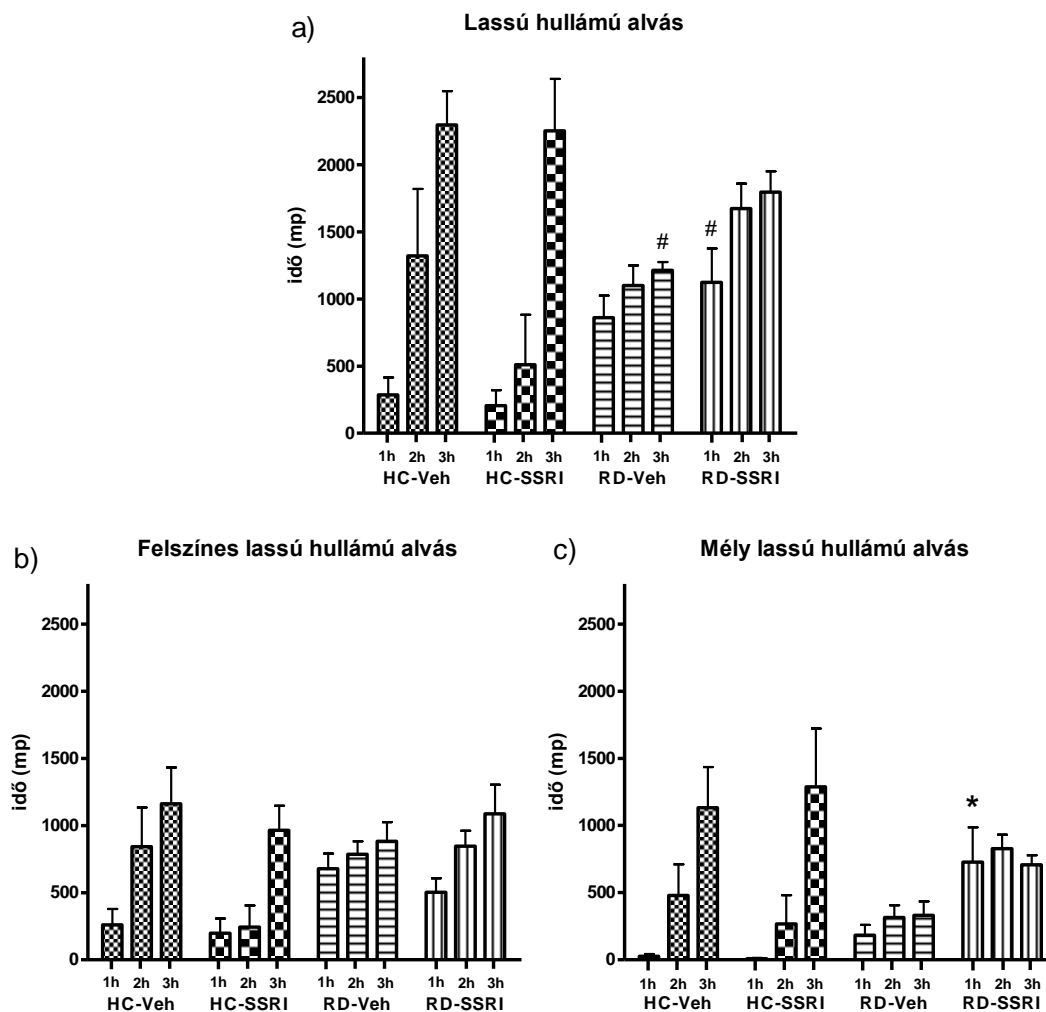 a) Lassú hullámú alvás
idő (mp)
2500
2000
1500
1000
500
0
#
#
1h 2h 3h 1h 2h 3h 1h 2h 3h 1h 2h 3h
HC-Veh HC-SSRI RD-Veh RD-SSRI
b) Felszínes lassú hullámú alvás
idő (mp)
2500
2000
1500
1000
500
0
1h 2h 3h 1h 2h 3h 1h 2h 3h 1h 2h 3h
HC-Veh HC-SSRI RD-Veh RD-SSRI
c) Mély lassú hullámú alvás
idő (mp)
2500
2000
1500
1000
500
0
*
1h 2h 3h 1h 2h 3h 1h 2h 3h 1h 2h 3h
HC-Veh HC-SSRI RD-Veh RD-SSRI